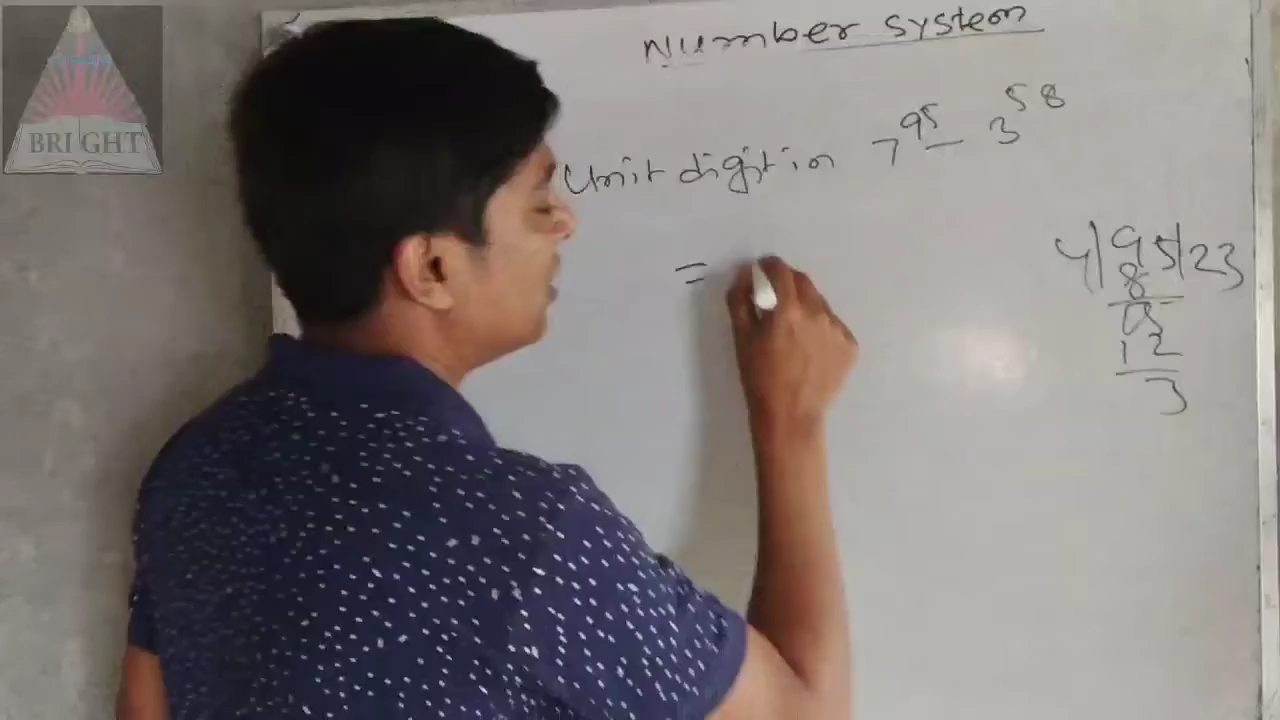 BRIGHT
Number system
Unit digit in 7^95 - 3^58
=
4)95(23
8
15
12
3